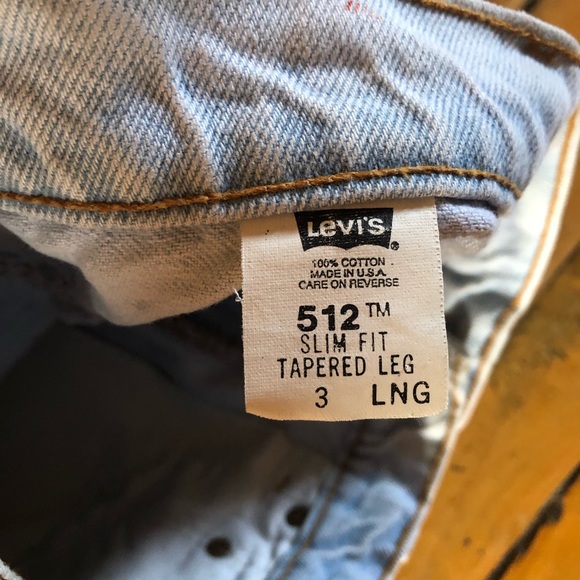 Levi's ®
100% COTTON
MADE IN U.S.A.
CARE ON REVERSE
512™
SLIM FIT
TAPERED LEG
3 LNG